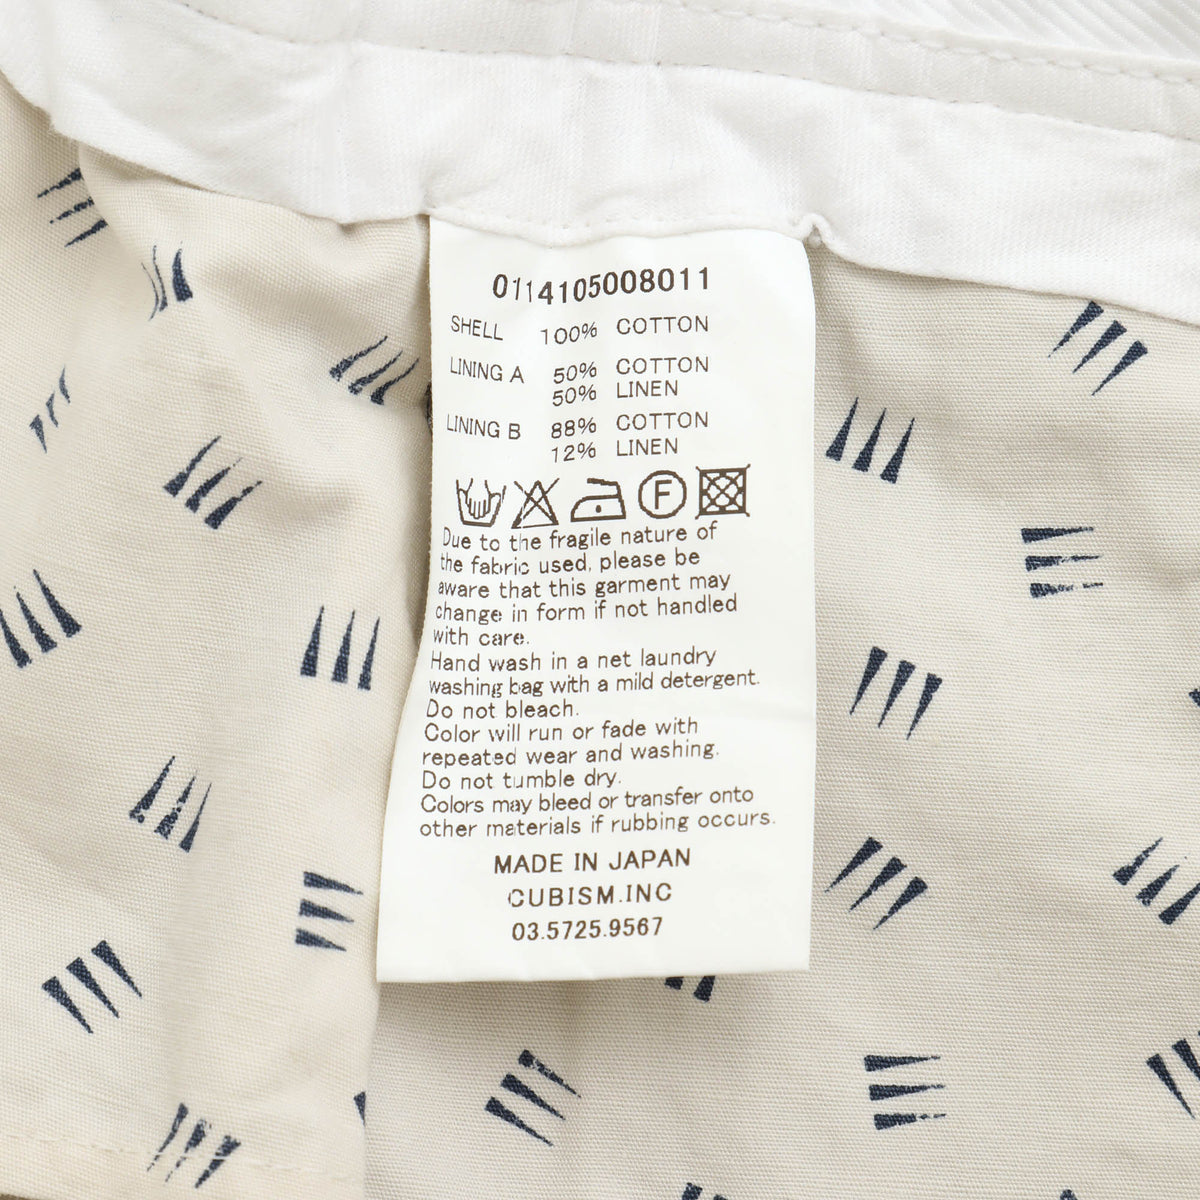 0114105008011
SHELL 100% COTTON
LINING A 50% COTTON
50% LINEN
LINING B 88% COTTON
12% LINEN
F
Due to the fragile nature of
the fabric used, please be
aware that this garment may
change in form if not handled
with care.
Hand wash in a net laundry
washing bag with a mild detergent.
Do not bleach.
Color will run or fade with
repeated wear and washing.
Do not tumble dry.
Colors may bleed or transfer onto
other materials if rubbing occurs.
MADE IN JAPAN
CUBISM.INC
03.5725.9567